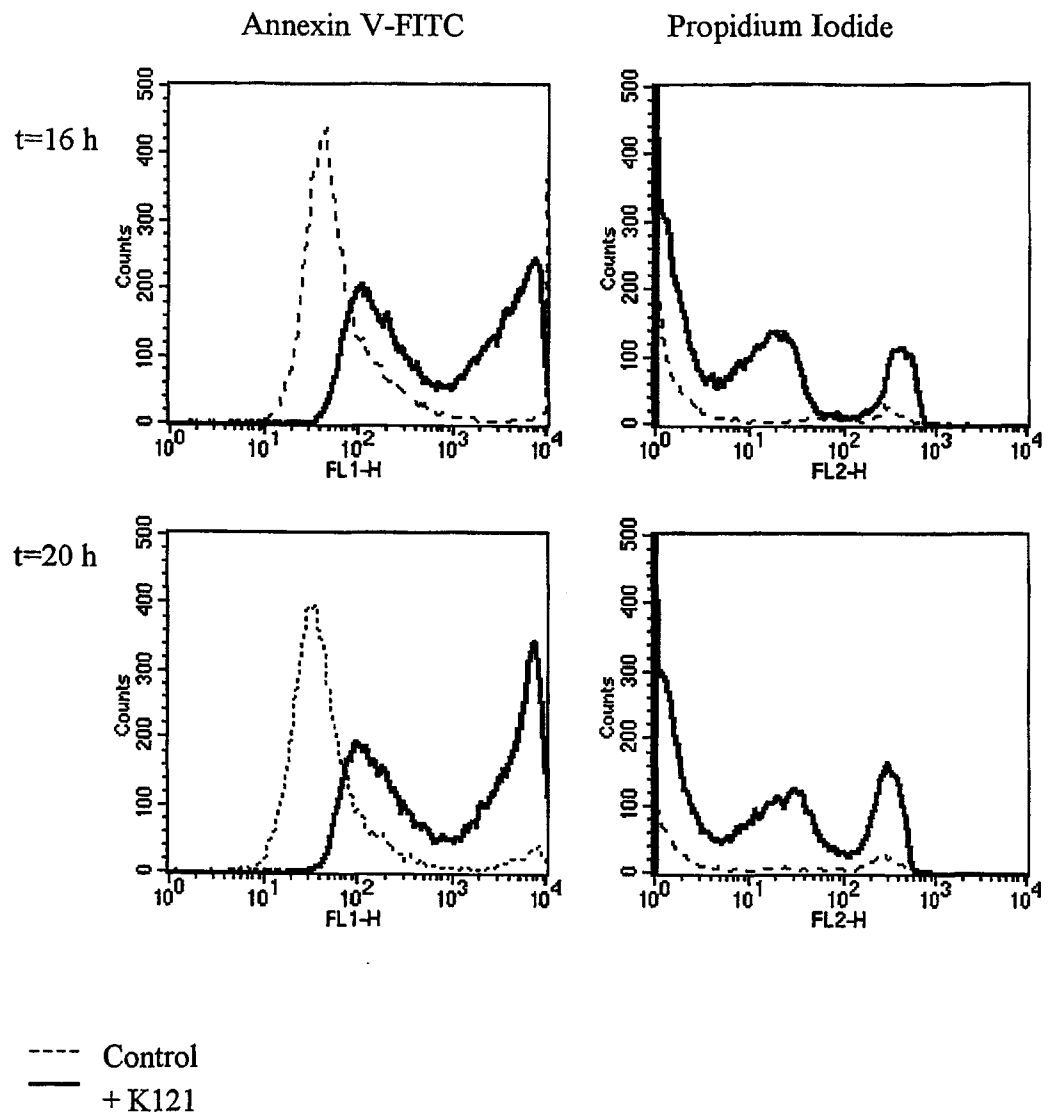 Annexin V-FITC
Propidium Iodide
t=16 h
Counts
0 100 200 300 400 500
10^0 10^1 10^2 10^3 10^4
FL1-H
Counts
0 100 200 300 400 500
10^0 10^1 10^2 10^3 10^4
FL2-H
t=20 h
Counts
0 100 200 300 400 500
10^0 10^1 10^2 10^3 10^4
FL1-H
Counts
0 100 200 300 400 500
10^0 10^1 10^2 10^3 10^4
FL2-H
Control
+ K121